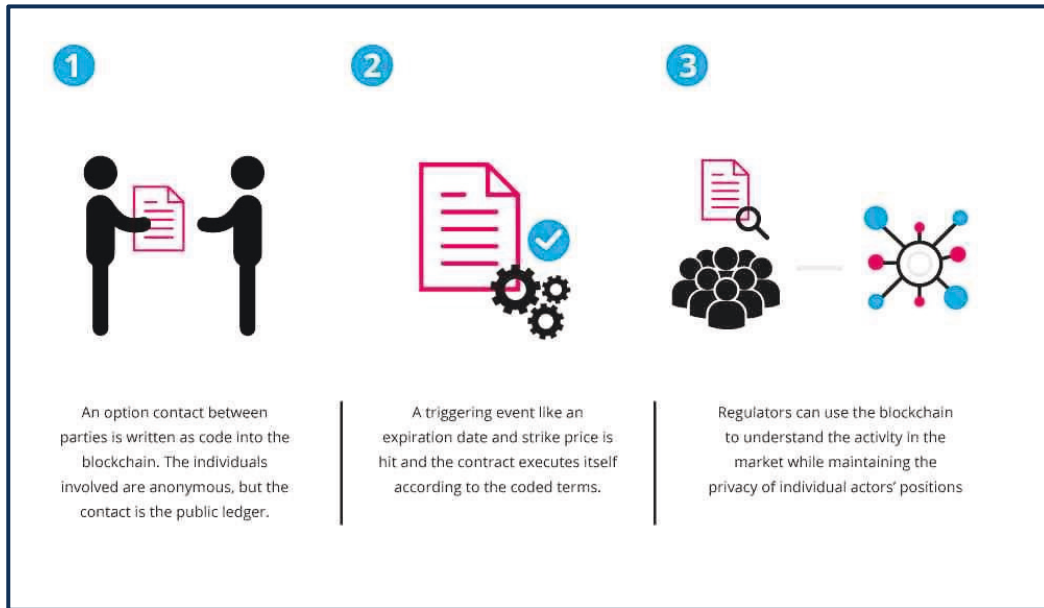 1
2
3
An option contact between
parties is written as code into the
blockchain. The individuals
involved are anonymous, but the
contact is the public ledger.
A triggering event like an
expiration date and strike price is
hit and the contract executes itself
according to the coded terms.
Regulators can use the blockchain
to understand the activity in the
market while maintaining the
privacy of individual actors' positions